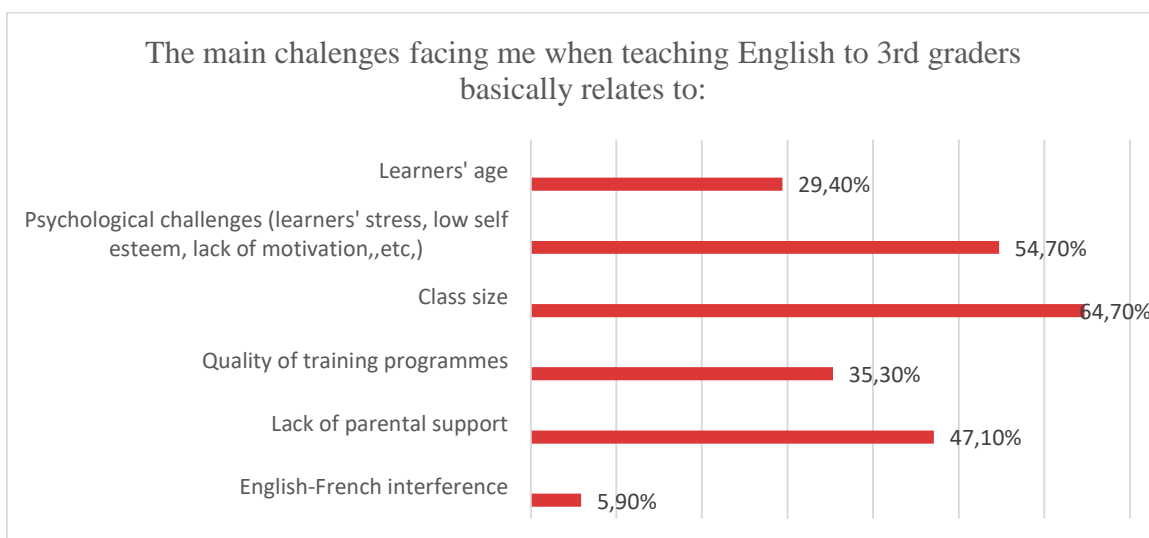 The main chalenges facing me when teaching English to 3rd graders
basically relates to:
Learners' age
29,40%
Psychological challenges (learners' stress, low self
esteem, lack of motivation,,etc,)
54,70%
Class size
64,70%
Quality of training programmes
35,30%
Lack of parental support
47,10%
English-French interference
5,90%